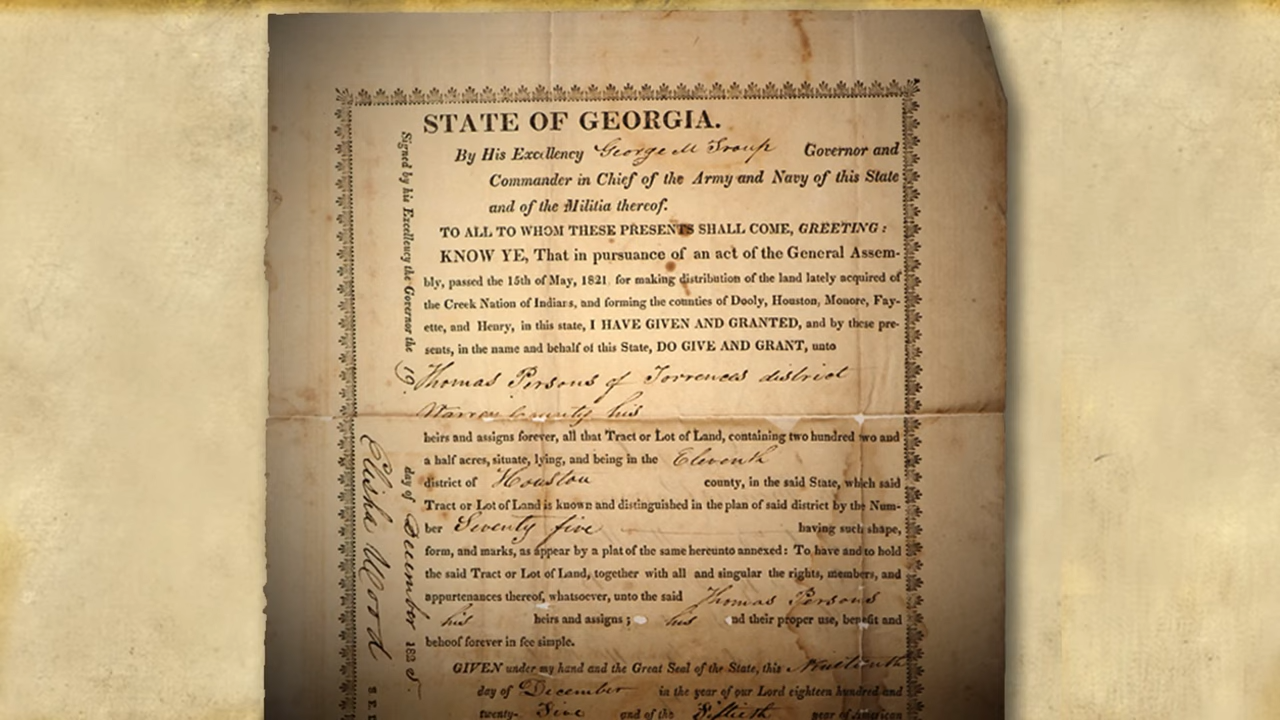 STATE OF GEORGIA.
By His Excellency George M Troup Governor and
Commander in Chief of the Army and Navy of this State
and of the Militia thereof.
TO ALL TO WHOM THESE PRESENTS SHALL COME, GREETING:
KNOW YE, That in pursuance of an act of the General Assem-
bly, passed the 15th of May, 1821 for making distribution of the land lately acquired of
the Creek Nation of Indians, and forming the counties of Dooly, Houston, Monore, Fay-
ette, and Henry, in this state, I HAVE GIVEN AND GRANTED, and by these pre-
sents, in the name and behalf of this State, DO GIVE AND GRANT, unto
Thomas Persons of Torrences district
Warren County his
heirs and assigns forever, all that Tract or Lot of Land, containing two hundred two and
a half acres, situate, lying, and being in the Eleventh
district of Houston county, in the said State, which said
Tract or Lot of Land is known and distinguished in the plan of said district by the Num-
ber Seventy five having such shape,
form, and marks, as appear by a plat of the same hereunto annexed: To have and to hold
the said Tract or Lot of Land, together with all and singular the rights, members, and
appurtenances thereof, whatsoever, unto the said Thomas Persons
his heirs and assigns; his nd their proper use, benefit and
behoof forever in fee simple.
GIVEN under my hand and the Great Seal of the State, this Nineteenth
day of December in the year of our Lord eighteen hundred and
twenty- Five and of the Fiftieth year of American
Signed by his Excellency the Governor the 19 day of December 1825.
Elisha Wood